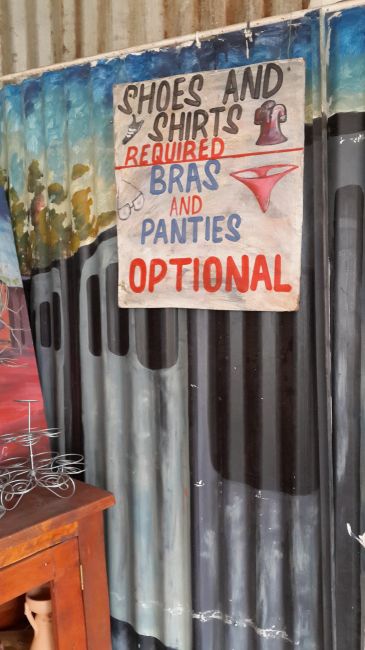 SHOES AND
SHIRTS
REQUIRED
BRAS
AND
PANTIES
OPTIONAL